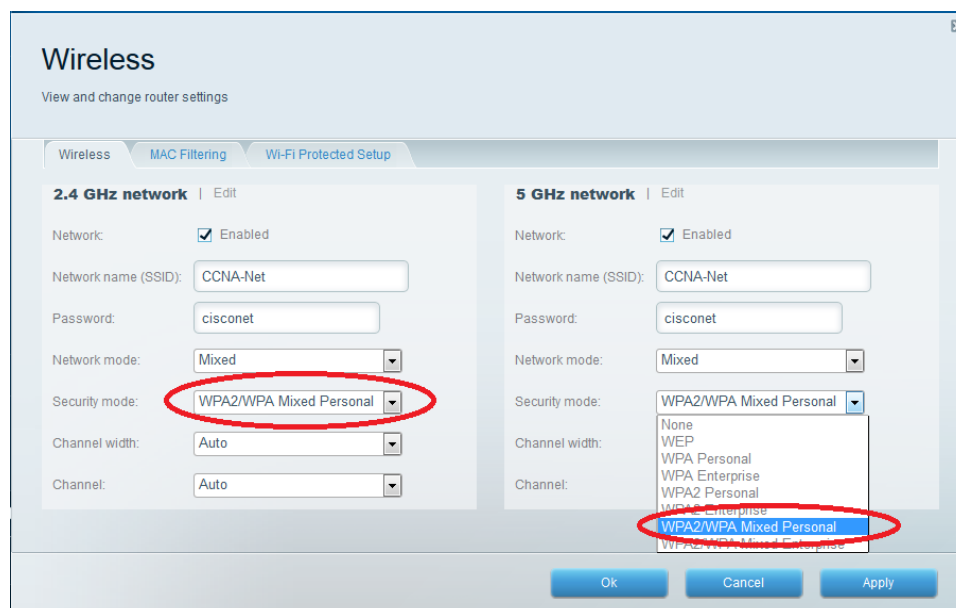 Wireless
View and change router settings
Wireless MAC Filtering Wi-Fi Protected Setup
2.4 GHz network | Edit
Network: Enabled
Network name (SSID): CCNA-Net
Password: cisconet
Network mode: Mixed
Security mode: WPA2/WPA Mixed Personal
Channel width: Auto
Channel: Auto
5 GHz network | Edit
Network: Enabled
Network name (SSID): CCNA-Net
Password: cisconet
Network mode: Mixed
Security mode: WPA2/WPA Mixed Personal
None
WEP
WPA Personal
WPA Enterprise
WPA2 Personal
WPA2 Enterprise
WPA2/WPA Mixed Personal
WPA2/WPA Mixed Enterprise
Channel width:
Channel:
Ok Cancel Apply